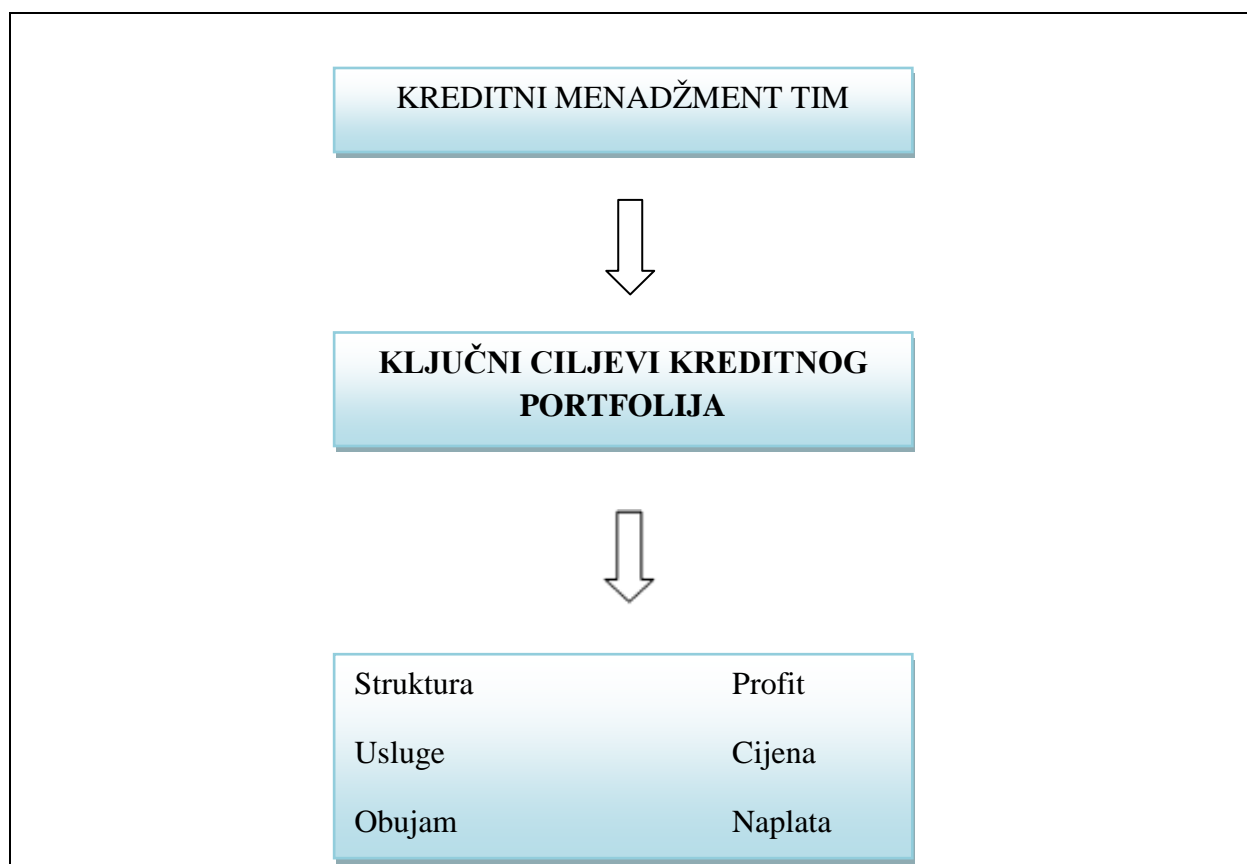 KREDITNI MENADŽMENT TIM
KLJUČNI CILJEVI KREDITNOG
PORTFOLIJA
Struktura Profit
Usluge Cijena
Obujam Naplata